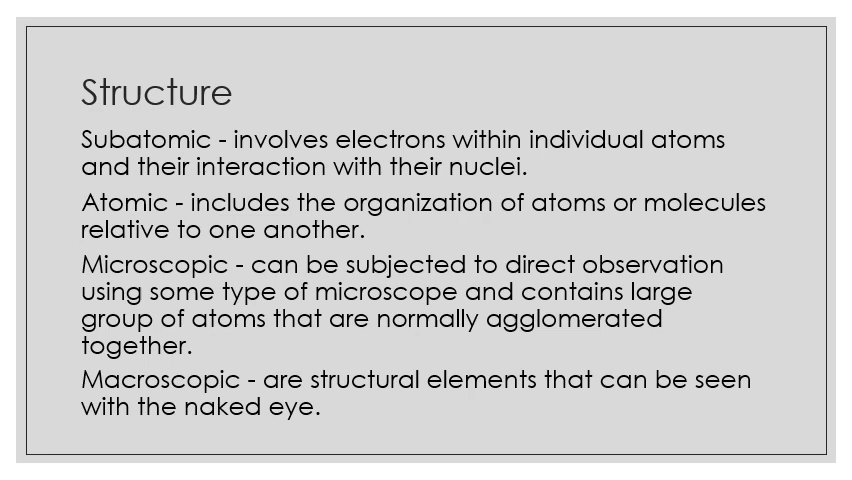 Structure
Subatomic - involves electrons within individual atoms
and their interaction with their nuclei.
Atomic - includes the organization of atoms or molecules
relative to one another.
Microscopic - can be subjected to direct observation
using some type of microscope and contains large
group of atoms that are normally agglomerated
together.
Macroscopic - are structural elements that can be seen
with the naked eye.